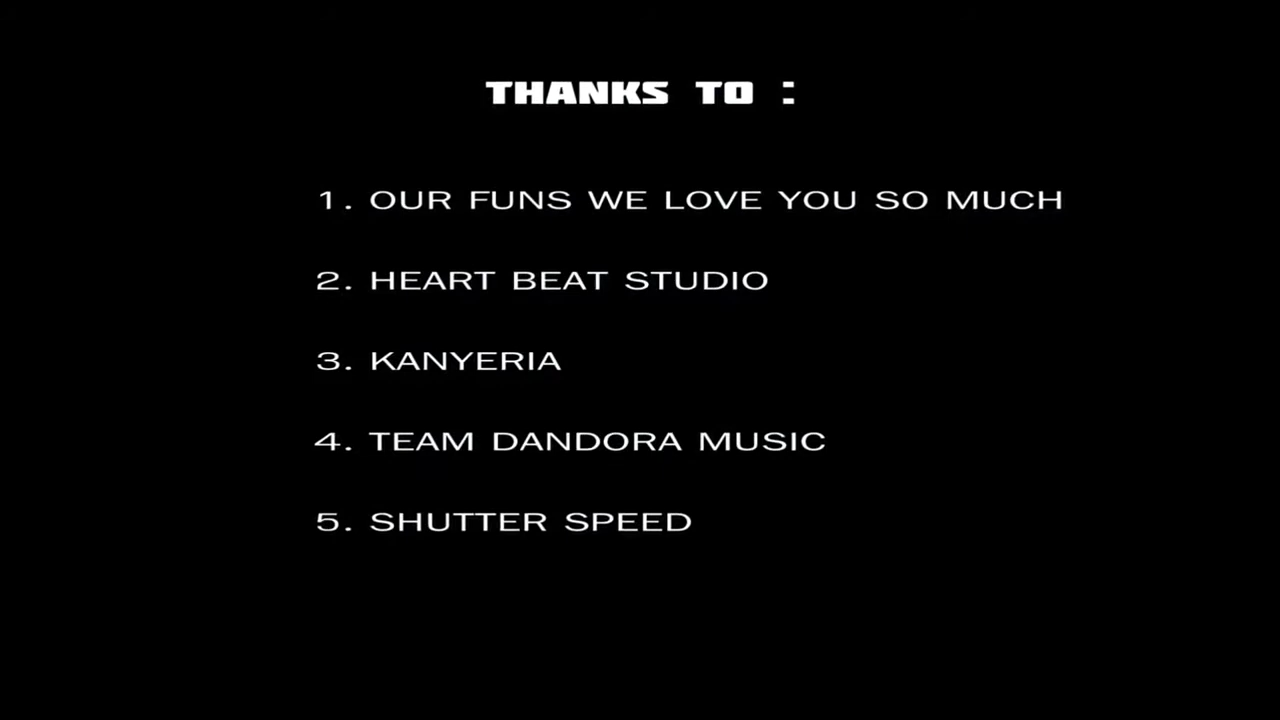 THANKS TO :
1. OUR FUNS WE LOVE YOU SO MUCH
2. HEART BEAT STUDIO
3. KANYERIA
4. TEAM DANDORA MUSIC
5. SHUTTER SPEED